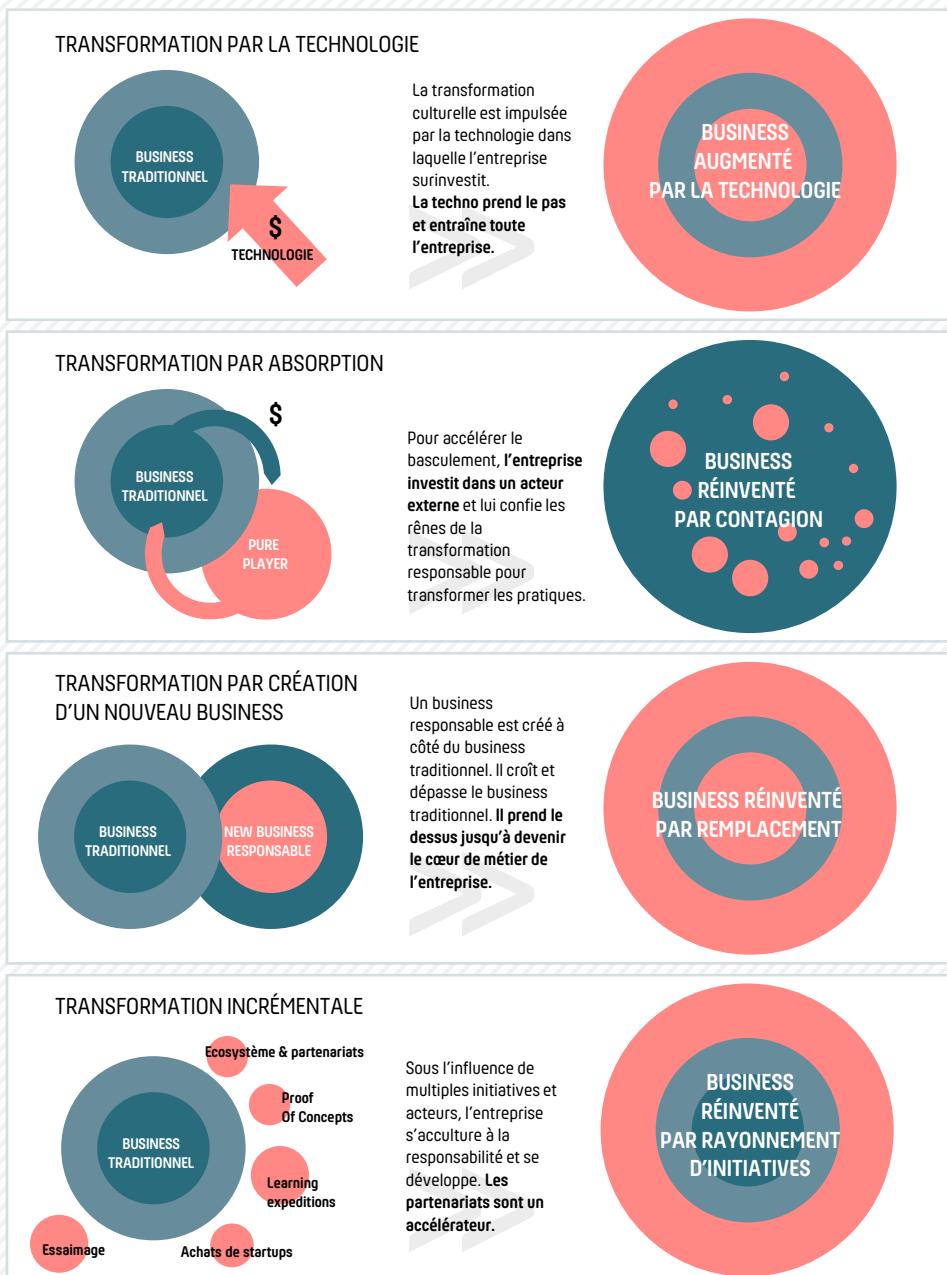 TRANSFORMATION PAR LA TECHNOLOGIE
BUSINESS
TRADITIONNEL
$
TECHNOLOGIE
La transformation
culturelle est impulsée
par la technologie dans
laquelle l'entreprise
surinvestit.
La techno prend le pas
et entraîne toute
l'entreprise.
BUSINESS
AUGMENTÉ
PAR LA TECHNOLOGIE
TRANSFORMATION PAR ABSORPTION
$
BUSINESS
TRADITIONNEL
PURE
PLAYER
Pour accélérer le
basculement, l'entreprise
investit dans un acteur
externe et lui confie les
rênes de la
transformation
responsable pour
transformer les pratiques.
BUSINESS
RÉINVENTÉ
PAR CONTAGION
TRANSFORMATION PAR CRÉATION
D'UN NOUVEAU BUSINESS
BUSINESS
TRADITIONNEL
NEW BUSINESS
RESPONSABLE
Un business
responsable est créé à
côté du business
traditionnel. Il croît et
dépasse le business
traditionnel. Il prend le
dessus jusqu'à devenir
le cœur de métier de
l'entreprise.
BUSINESS RÉINVENTÉ
PAR REMPLACEMENT
TRANSFORMATION INCRÉMENTALE
Ecosystème & partenariats
Proof
Of Concepts
BUSINESS
TRADITIONNEL
Learning
expeditions
Essaimage
Achats de startups
Sous l'influence de
multiples initiatives et
acteurs, l'entreprise
s'acculture à la
responsabilité et se
développe. Les
partenariats sont un
accélérateur.
BUSINESS
RÉINVENTÉ
PAR RAYONNEMENT
D'INITIATIVES